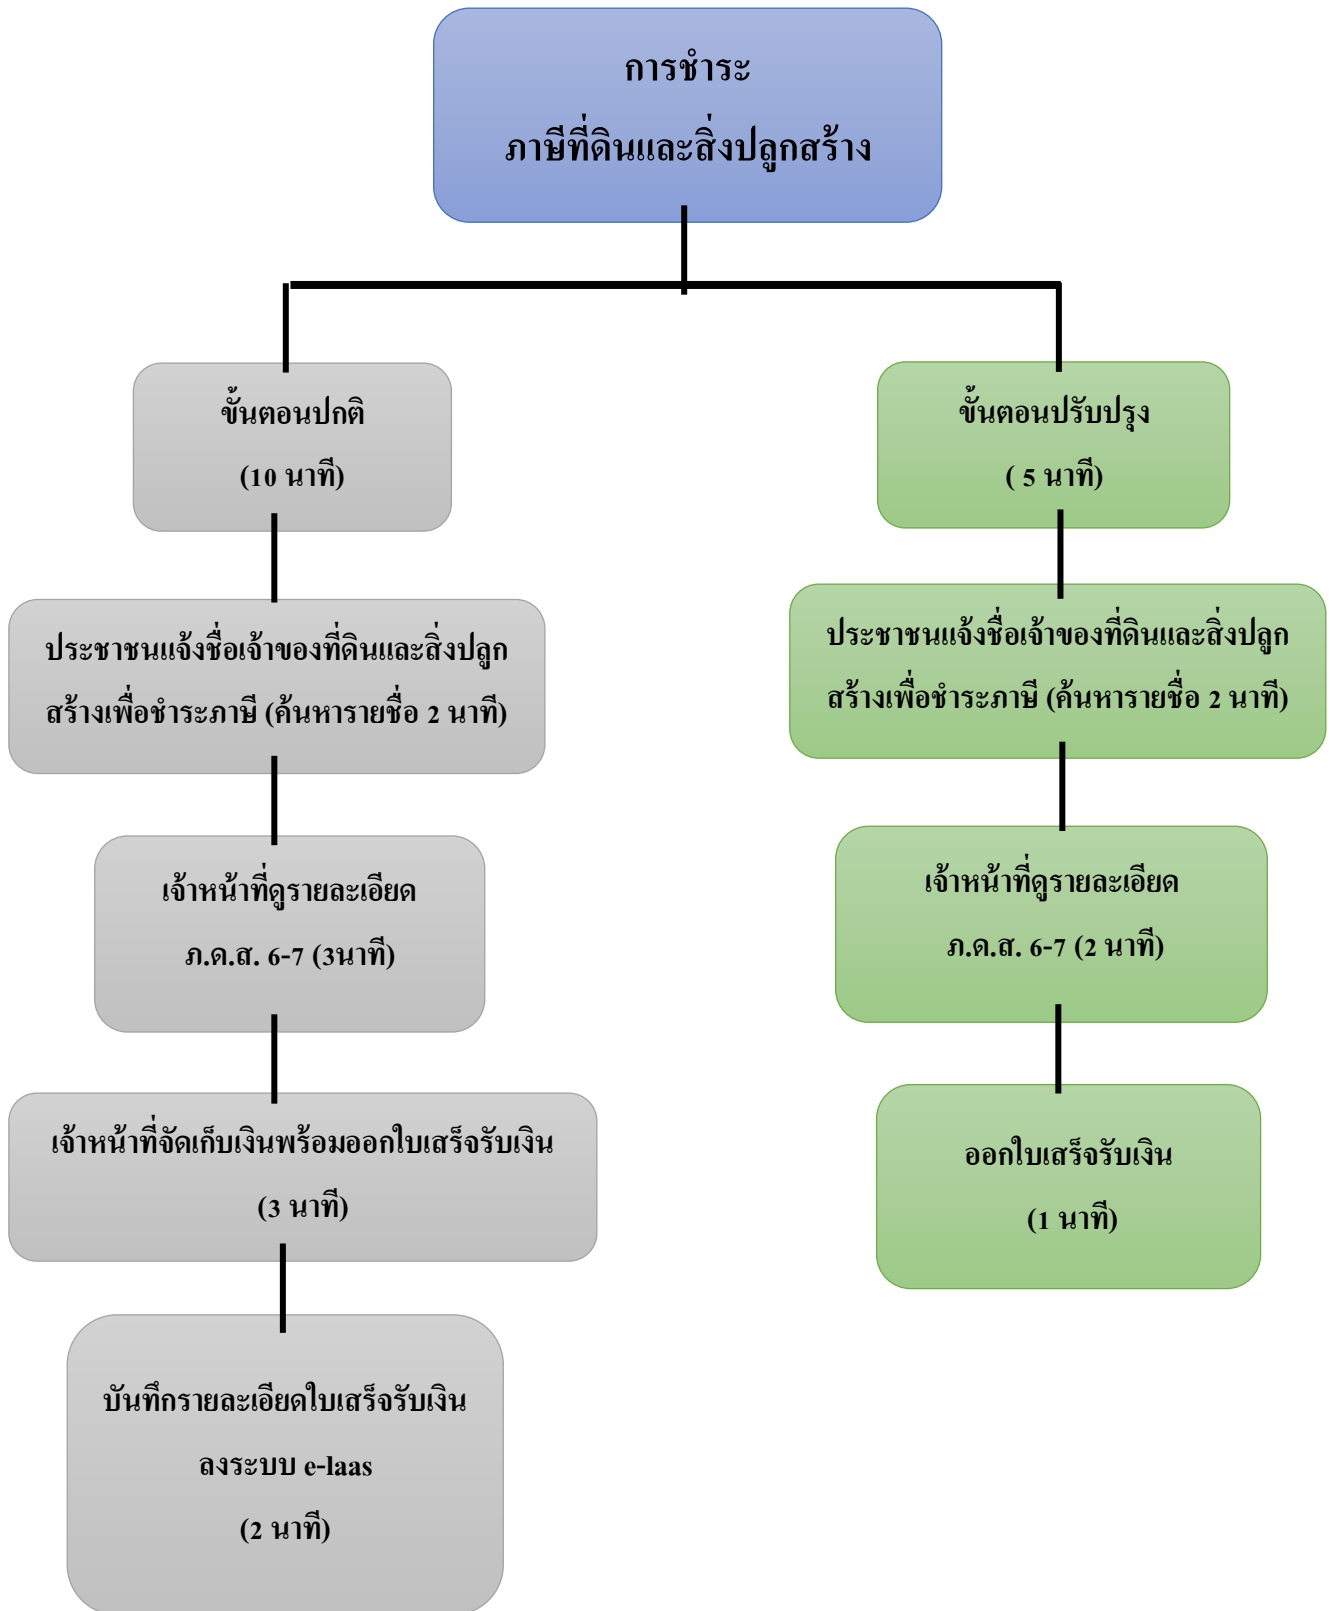 การชำระ
ภาษีที่ดินและสิ่งปลูกสร้าง
ขั้นตอนปกติ
(10 นาที)
ประชาชนแจ้งชื่อเจ้าของที่ดินและสิ่งปลูก
สร้างเพื่อชำระภาษี (ค้นหารายชื่อ 2 นาที)
เจ้าหน้าที่ดูรายละเอียด
ภ.ด.ส. 6-7 (3นาที)
เจ้าหน้าที่จัดเก็บเงินพร้อมออกใบเสร็จรับเงิน
(3 นาที)
บันทึกรายละเอียดใบเสร็จรับเงิน
ลงระบบ e-laas
(2 นาที)
ขั้นตอนปรับปรุง
( 5 นาที)
ประชาชนแจ้งชื่อเจ้าของที่ดินและสิ่งปลูก
สร้างเพื่อชำระภาษี (ค้นหารายชื่อ 2 นาที)
เจ้าหน้าที่ดูรายละเอียด
ภ.ด.ส. 6-7 (2 นาที)
ออกใบเสร็จรับเงิน
(1 นาที)